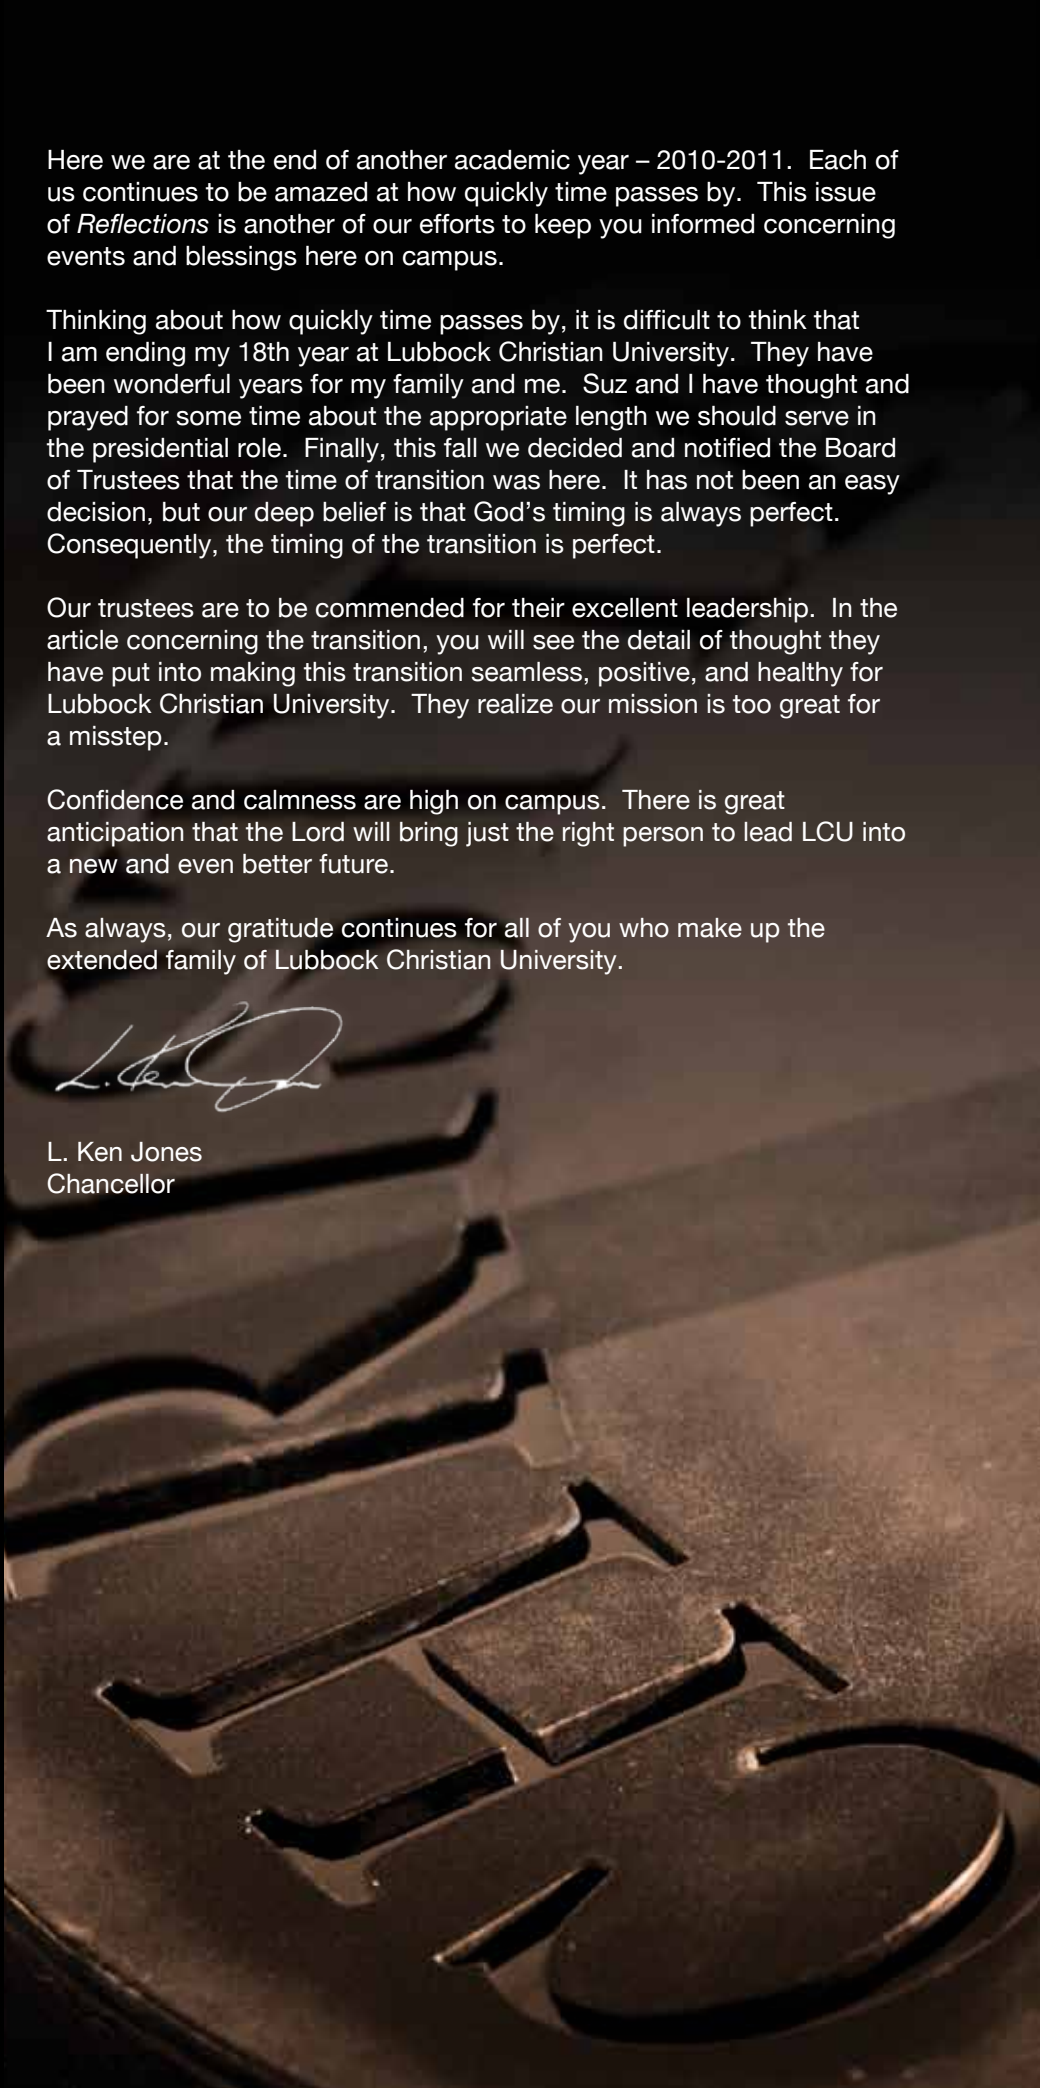 Here we are at the end of another academic year – 2010-2011.  Each of
us continues to be amazed at how quickly time passes by.  This issue
of Reflections is another of our efforts to keep you informed concerning
events and blessings here on campus.

Thinking about how quickly time passes by, it is difficult to think that
I am ending my 18th year at Lubbock Christian University.  They have
been wonderful years for my family and me.  Suz and I have thought and
prayed for some time about the appropriate length we should serve in
the presidential role.  Finally, this fall we decided and notified the Board
of Trustees that the time of transition was here.  It has not been an easy
decision, but our deep belief is that God’s timing is always perfect.
Consequently, the timing of the transition is perfect.

Our trustees are to be commended for their excellent leadership.  In the
article concerning the transition, you will see the detail of thought they
have put into making this transition seamless, positive, and healthy for
Lubbock Christian University.  They realize our mission is too great for
a misstep.

Confidence and calmness are high on campus.  There is great
anticipation that the Lord will bring just the right person to lead LCU into
a new and even better future.

As always, our gratitude continues for all of you who make up the
extended family of Lubbock Christian University.

L. Ken Jones
Chancellor